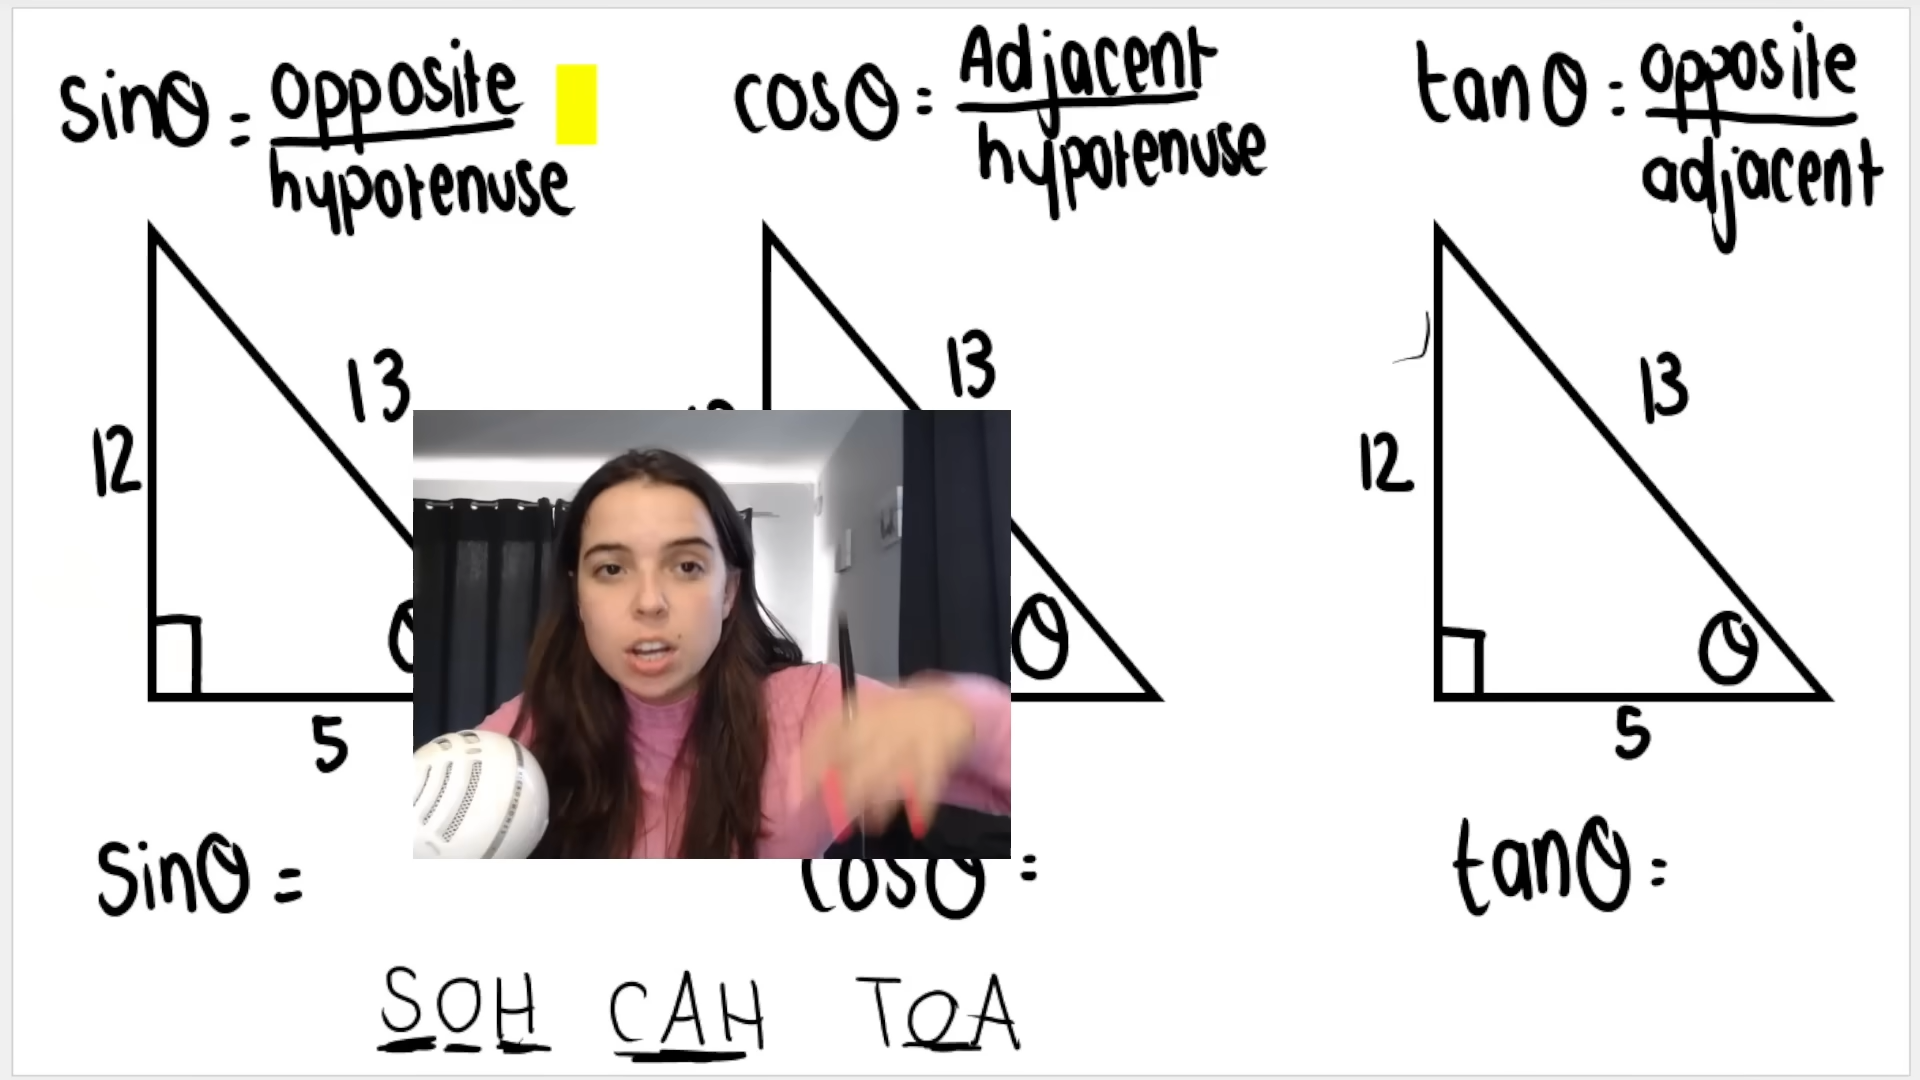 sinθ = opposite
hypotenuse
cosθ = Adjacent
hypotenuse
tanθ = opposite
adjacent
13
12
5
13
θ
13
12
θ
5
sinθ =
cosθ =
tanθ =
SOH CAH TOA